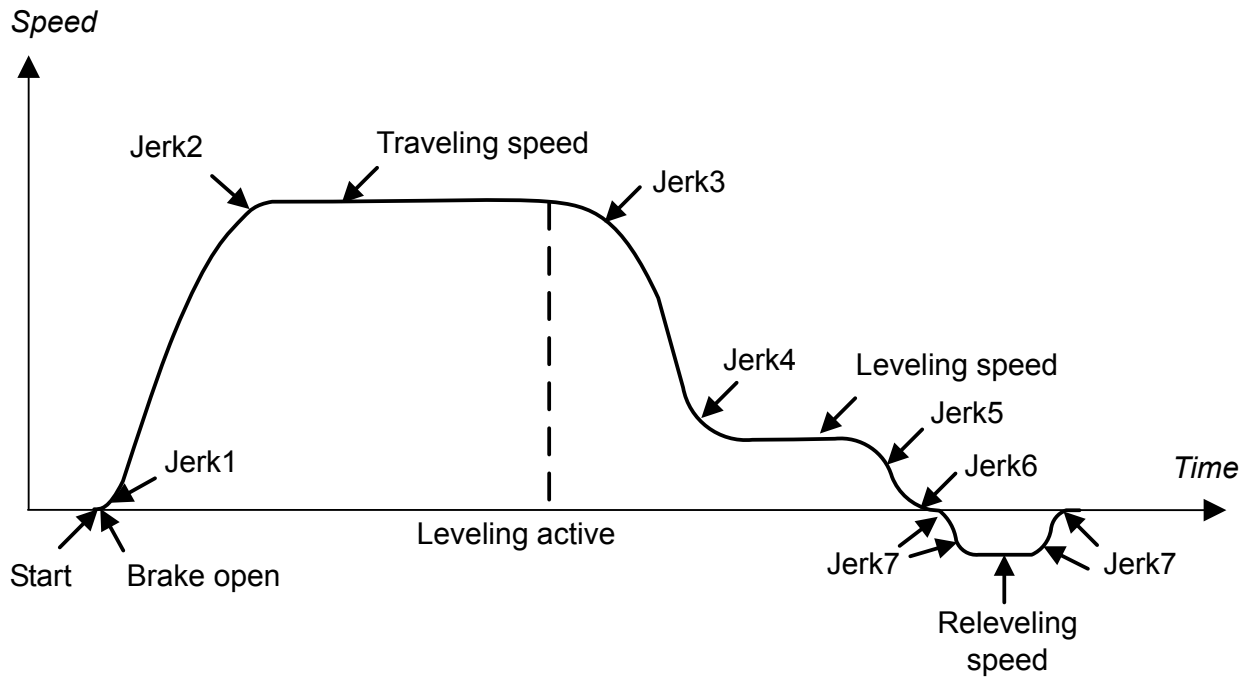 Speed
Jerk2
Traveling speed
Jerk3
Jerk4
Leveling speed
Jerk5
Jerk1
Jerk6
Time
Leveling active
Start
Brake open
Jerk7
Jerk7
Releveling
speed